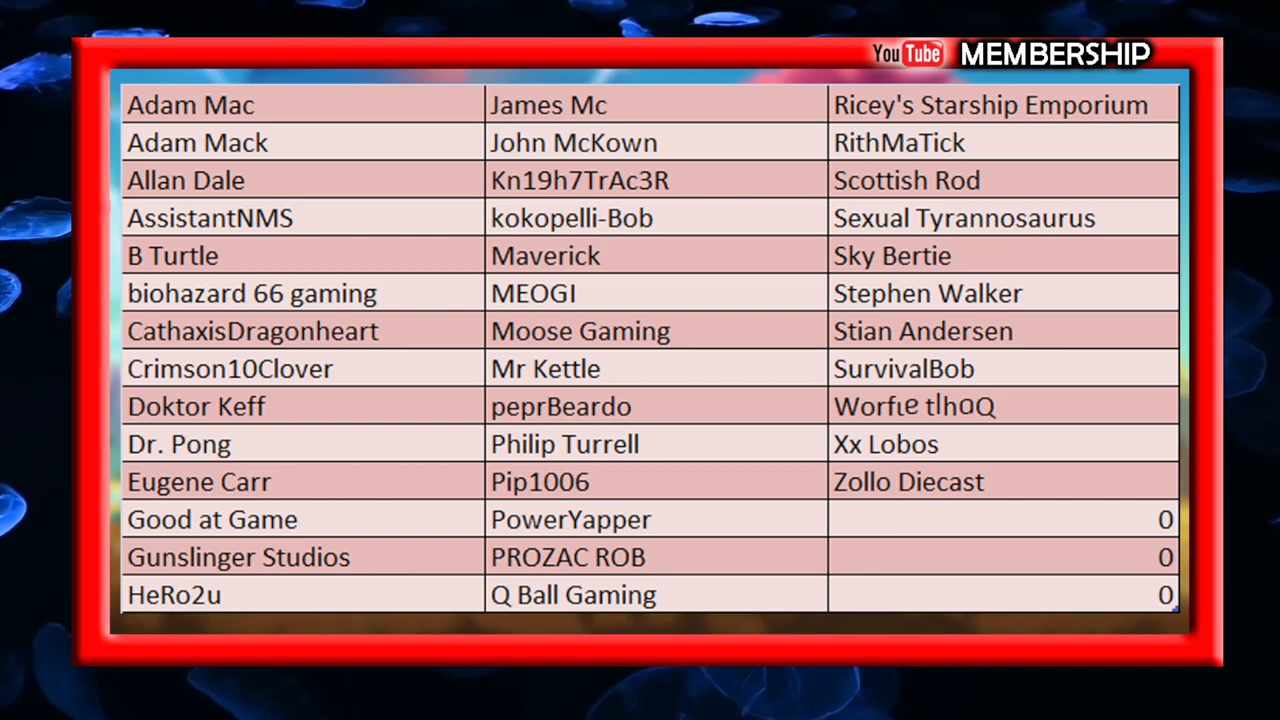 YouTube MEMBERSHIP
Adam Mac James Mc Ricey's Starship Emporium
Adam Mack John McKown RithMaTick
Allan Dale Kn19h7TrAc3R Scottish Rod
AssistantNMS kokopelli-Bob Sexual Tyrannosaurus
B Turtle Maverick Sky Bertie
biohazard 66 gaming MEOGI Stephen Walker
CathaxisDragonheart Moose Gaming Stian Andersen
Crimson10Clover Mr Kettle SurvivalBob
Doktor Keff peprBeardo Worfιҽ tlhαQ
Dr. Pong Philip Turrell Xx Lobos
Eugene Carr Pip1006 Zollo Diecast
Good at Game PowerYapper 0
Gunslinger Studios PROZAC ROB 0
HeRo2u Q Ball Gaming 0